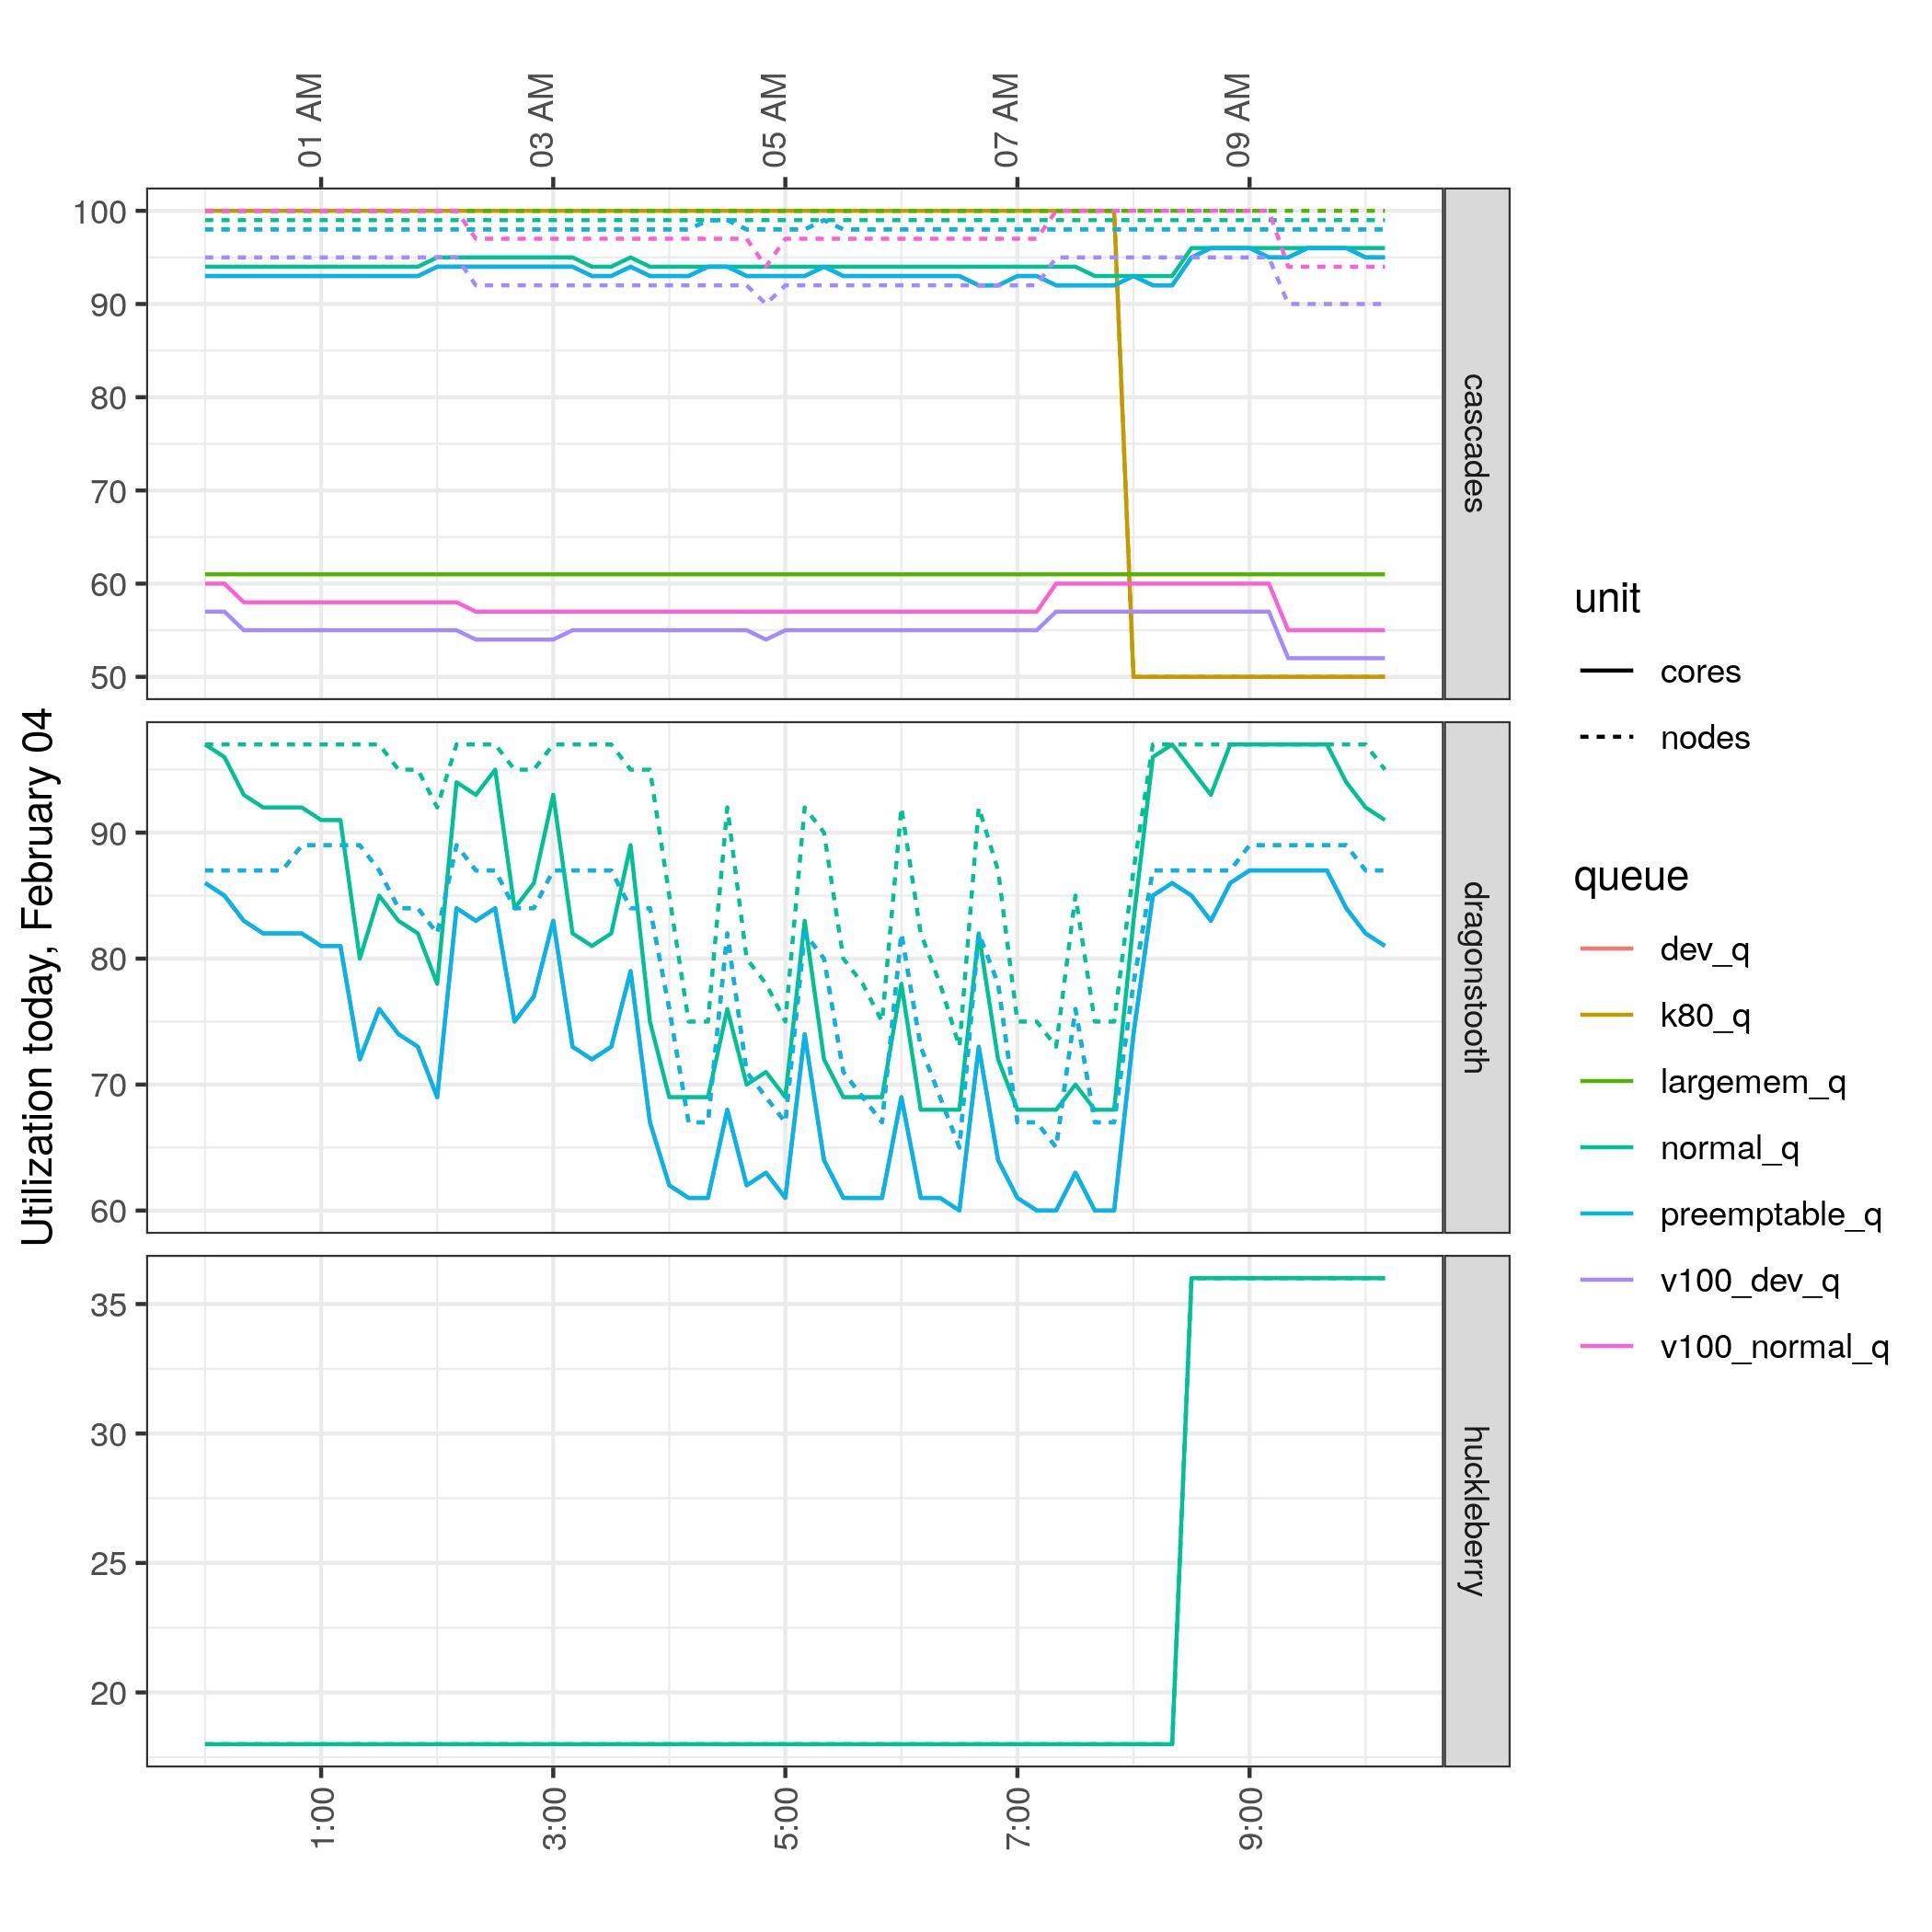 01 AM
03 AM
05 AM
07 AM
09 AM
Utilization today, February 04
100
90
80
70
60
50
cascades
90
80
70
60
dragonstooth
35
30
25
20
huckleberry
1:00
3:00
5:00
7:00
9:00
unit
cores
nodes
queue
dev_q
k80_q
largemem_q
normal_q
preemptable_q
v100_dev_q
v100_normal_q